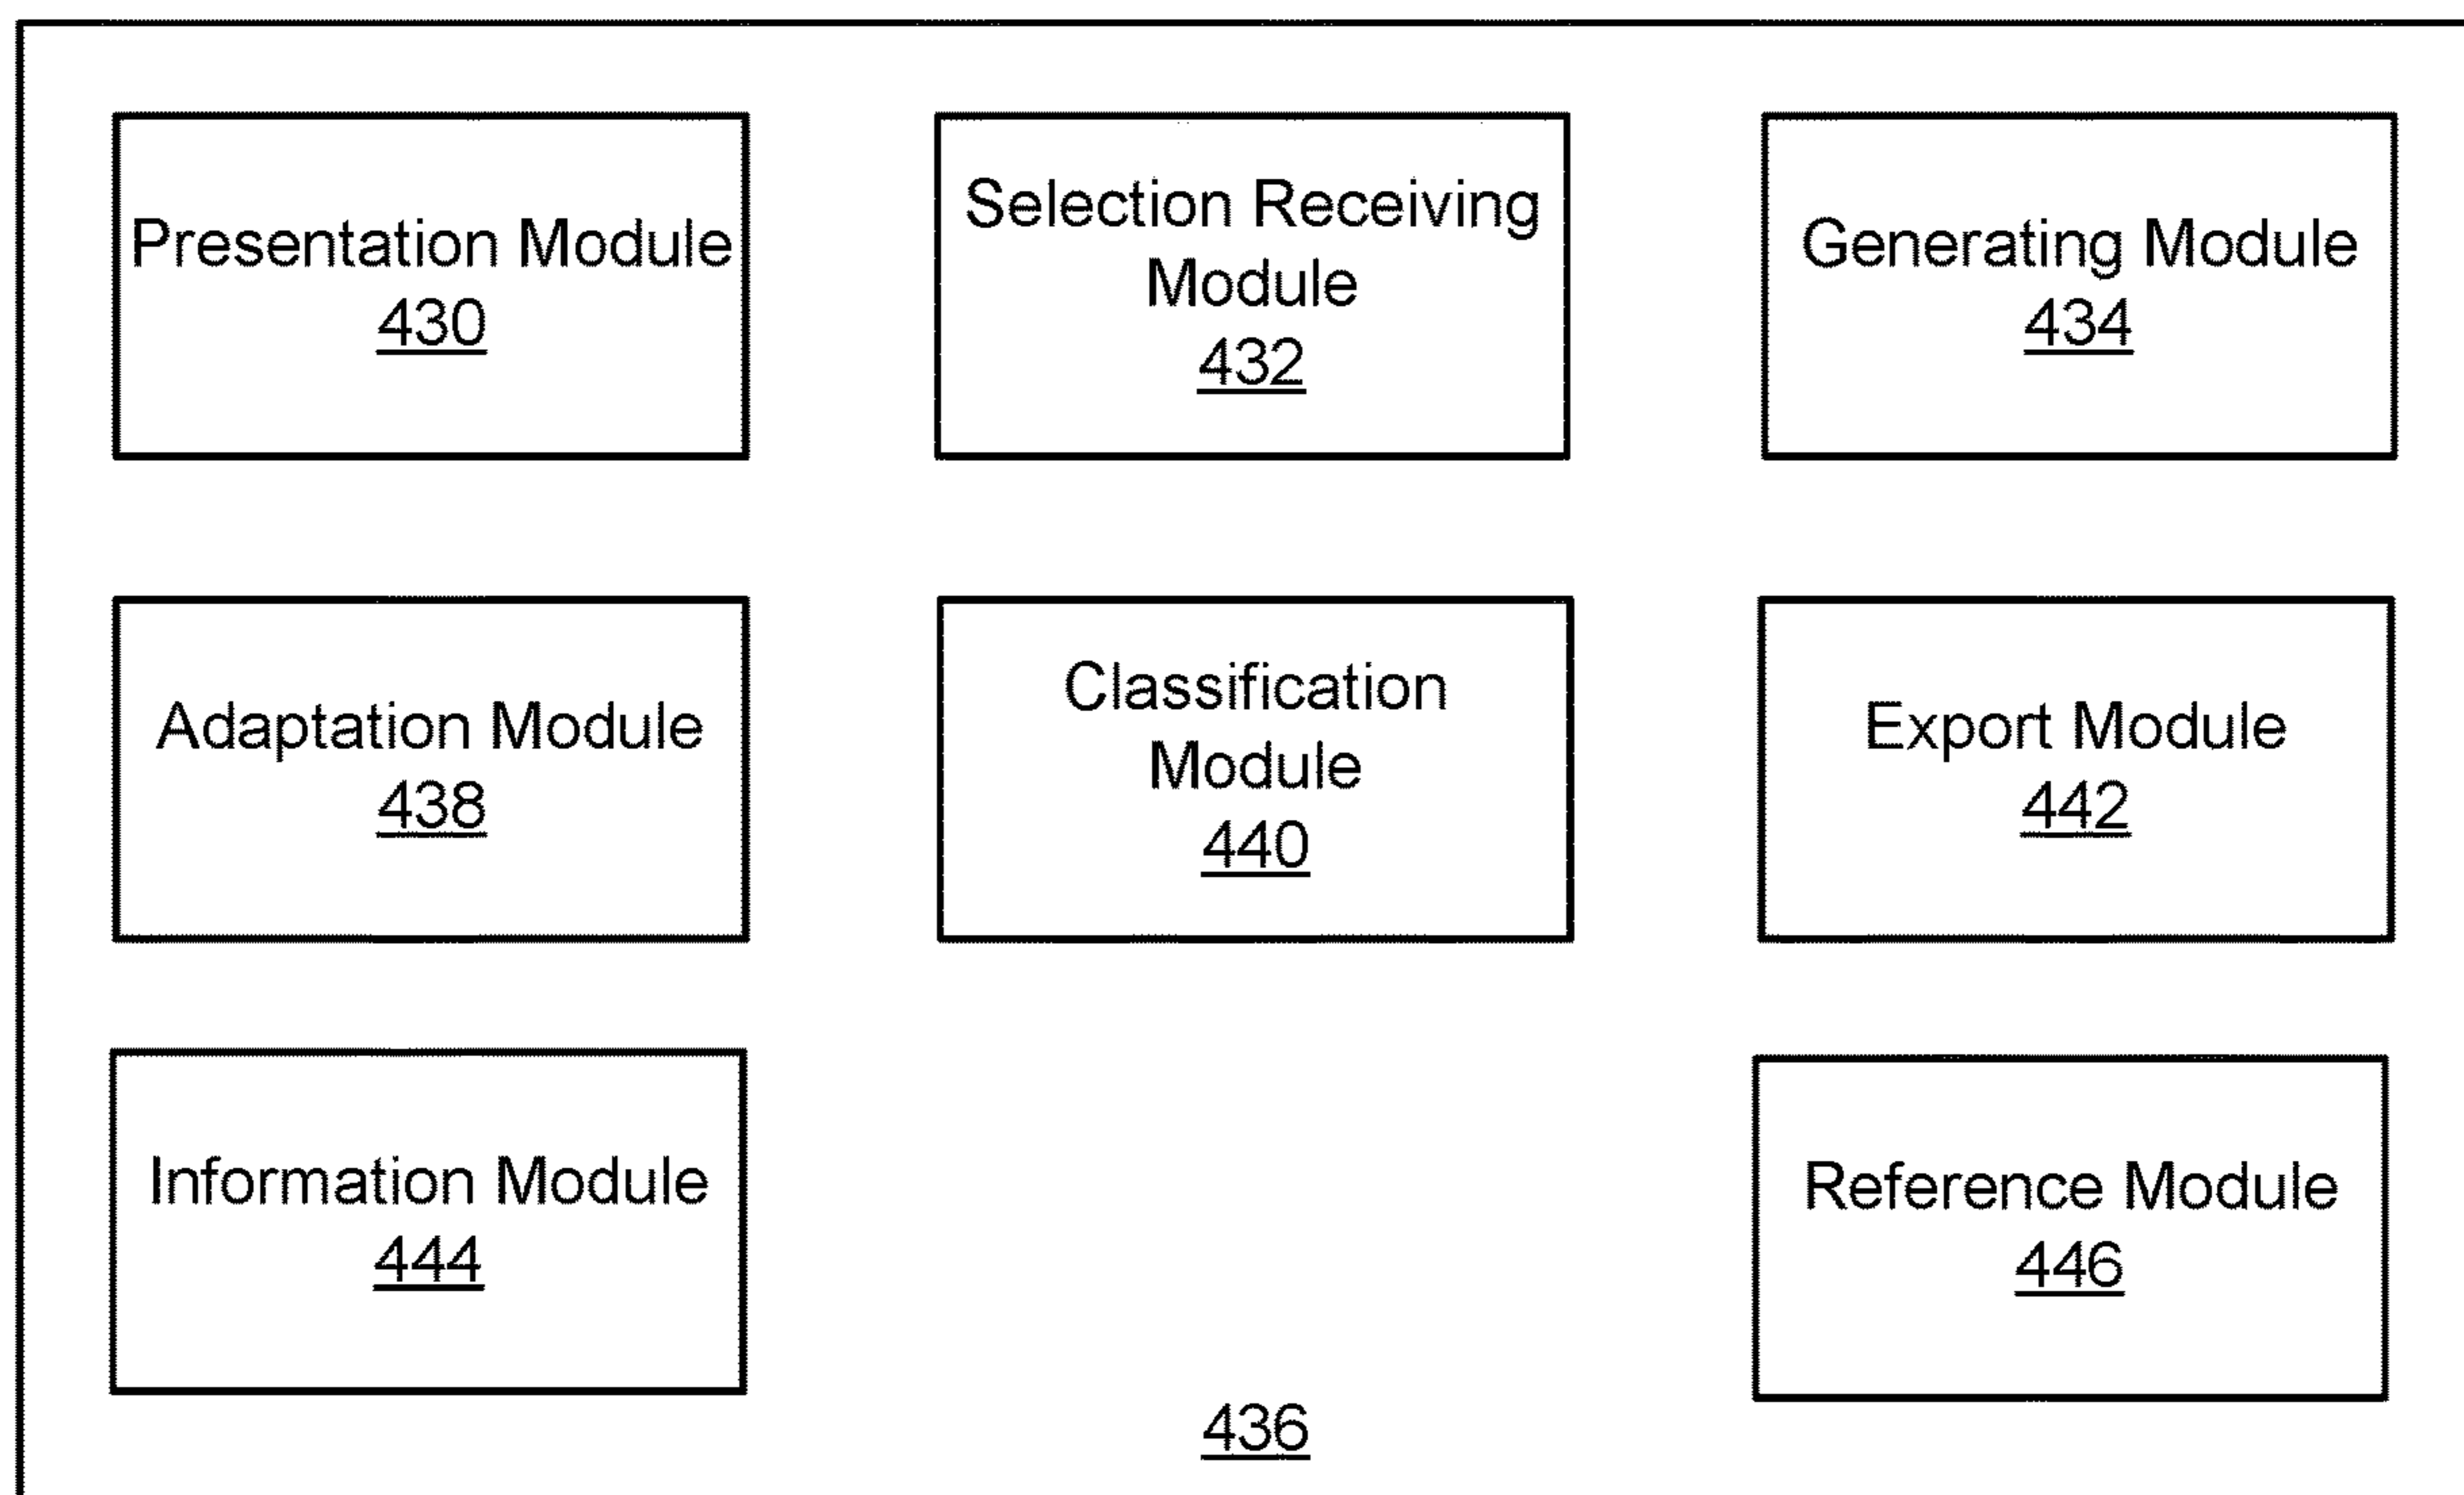 Presentation Module
430
Selection Receiving
Module
432
Generating Module
434
Adaptation Module
438
Classification
Module
440
Export Module
442
Information Module
444
Reference Module
446
436